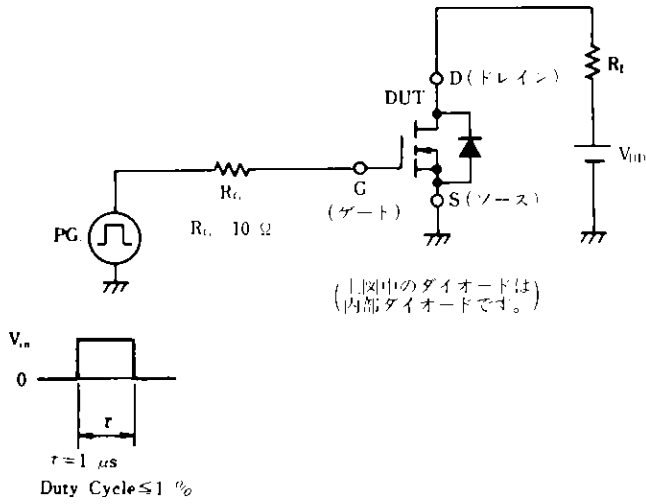 D (ドレイン)
DUT
R_L
V_DD
G
(ゲート)
S (ソース)
R_G
R_G 10 Ω
PG.
(上図中のダイオードは
内部ダイオードです。)
V_in
0
τ
τ=1 μs
Duty Cycle≦1 %